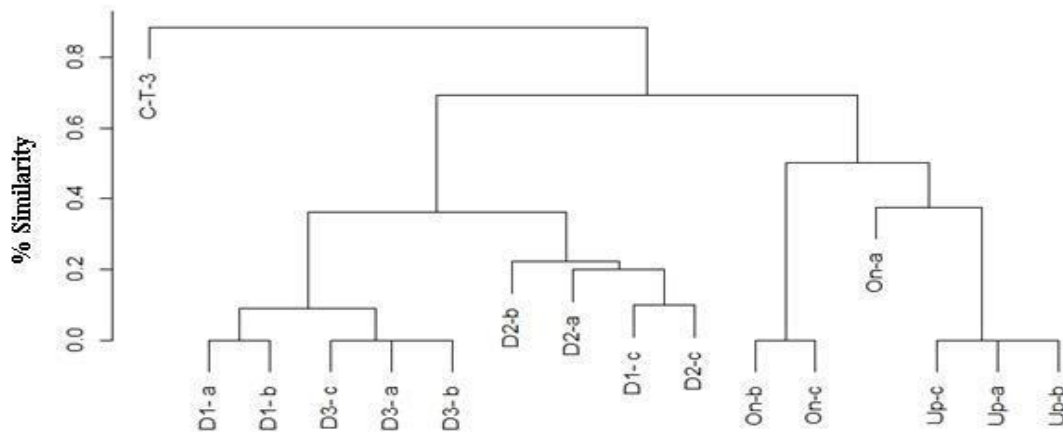 % Similarity
0.8
0.6
0.4
0.2
0.0
C-T-3
D1- a
D1- b
D3- c
D3- a
D3- b
D2-b
D2-a
D1- c
D2-c
On-b
On-c
On-a
Up-c
Up-a
Up-b